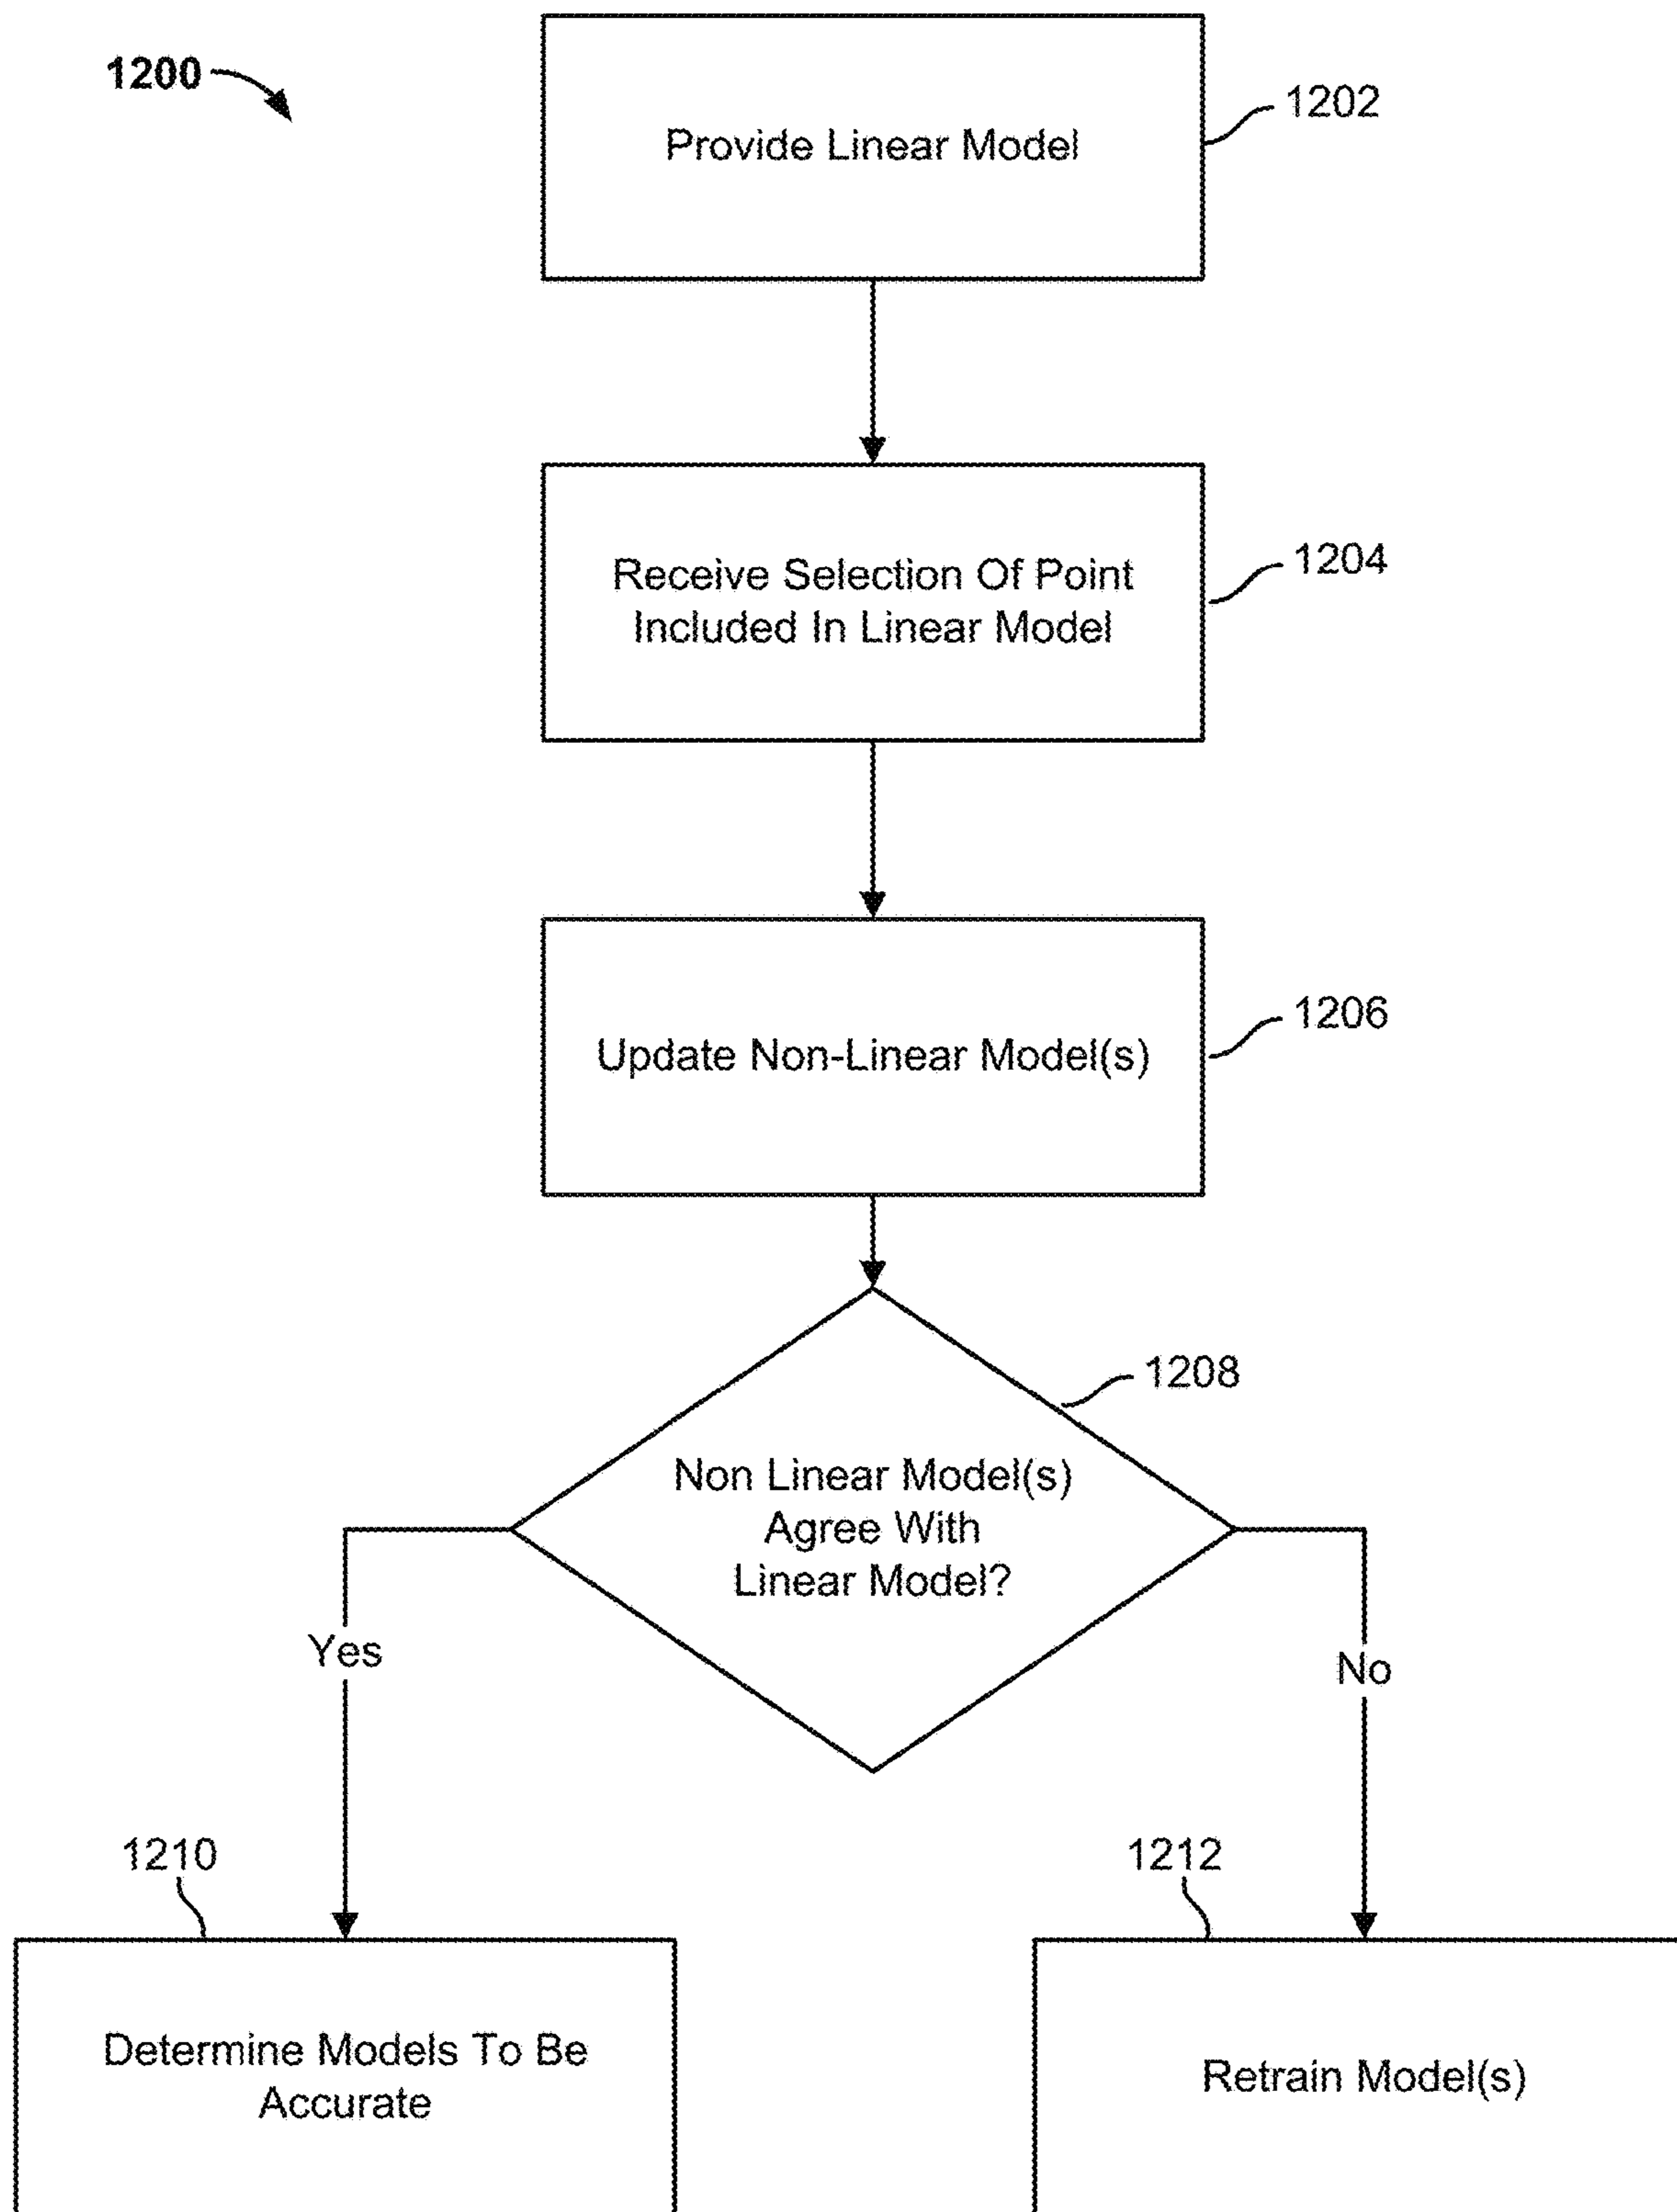 1200
Provide Linear Model
1202
Receive Selection Of Point
Included In Linear Model
1204
Update Non-Linear Model(s)
1206
1208
Non Linear Model(s)
Agree With
Linear Model?
Yes
No
1210
1212
Determine Models To Be
Accurate
Retrain Model(s)